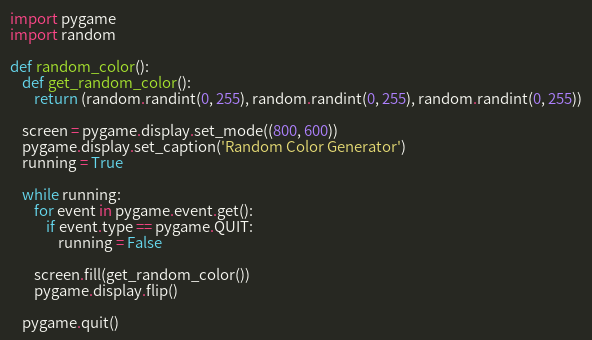 import pygame
import random
def random_color():
def get_random_color():
return (random.randint(0, 255), random.randint(0, 255), random.randint(0, 255))
screen = pygame.display.set_mode((800, 600))
pygame.display.set_caption('Random Color Generator')
running = True
while running:
for event in pygame.event.get():
if event.type == pygame.QUIT:
running = False
screen.fill(get_random_color())
pygame.display.flip()
pygame.quit()